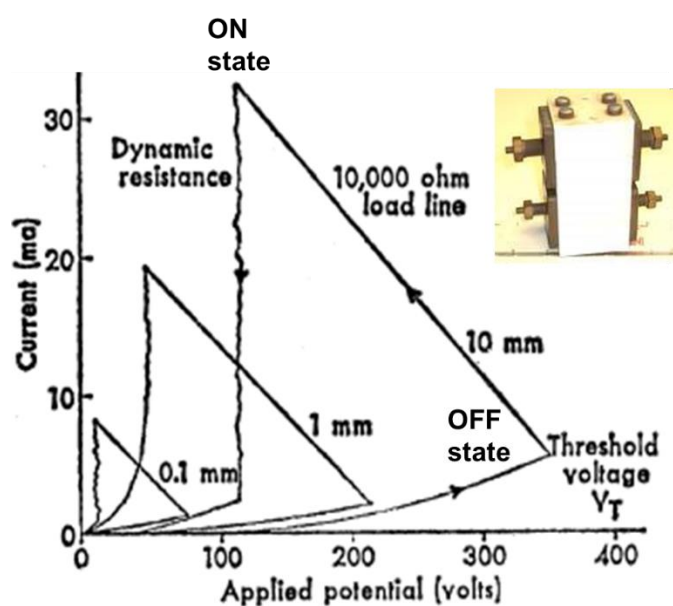 ON
state
30
20
10
0
Current (ma)
Dynamic
resistance
10,000 ohm
load line
10 mm
1 mm
0.1 mm
OFF
state
Threshold
voltage
V_T
0
100
200
300
400
Applied potential (volts)